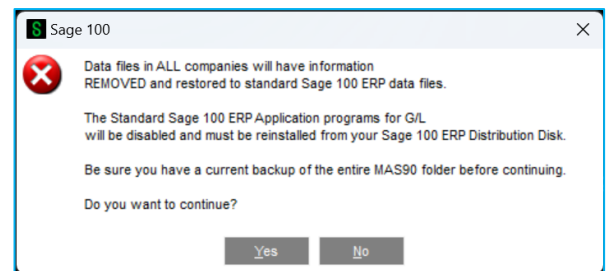 S Sage 100
Data files in ALL companies will have information
REMOVED and restored to standard Sage 100 ERP data files.
The Standard Sage 100 ERP Application programs for G/L
will be disabled and must be reinstalled from your Sage 100 ERP Distribution Disk.
Be sure you have a current backup of the entire MAS90 folder before continuing.
Do you want to continue?
Yes No